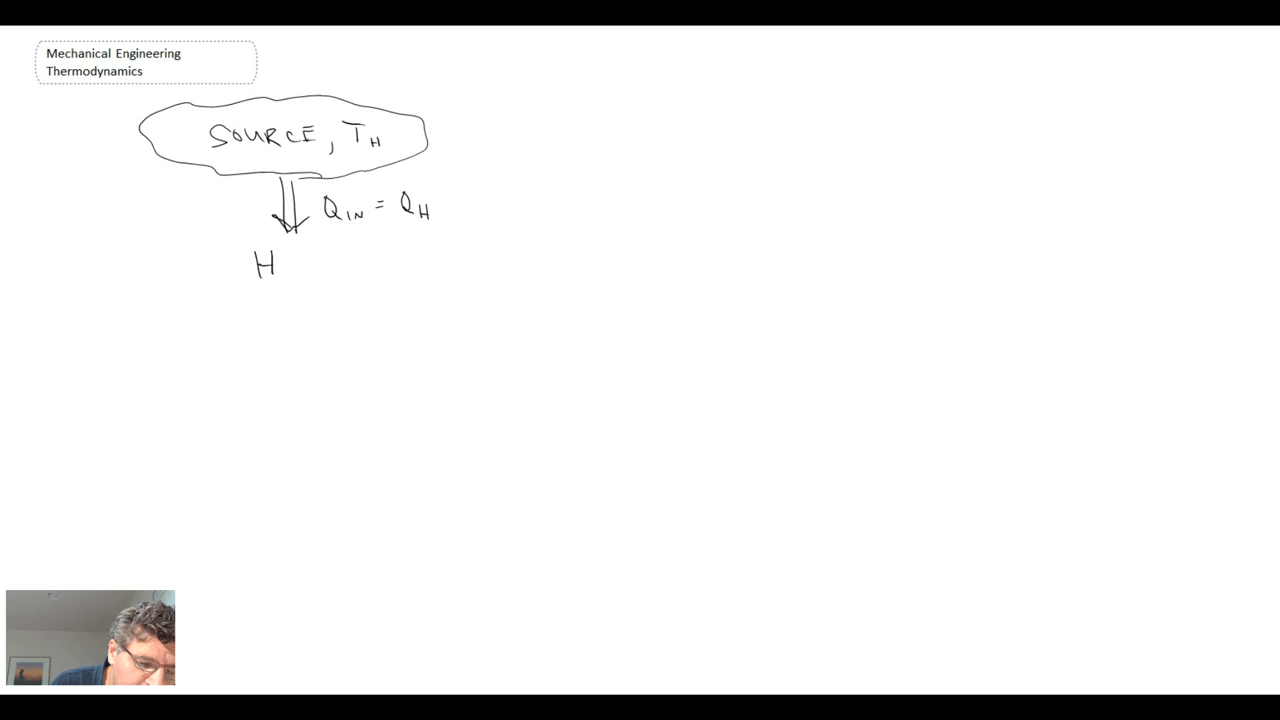 Mechanical Engineering
Thermodynamics
SOURCE, TH
QIN = QH
H